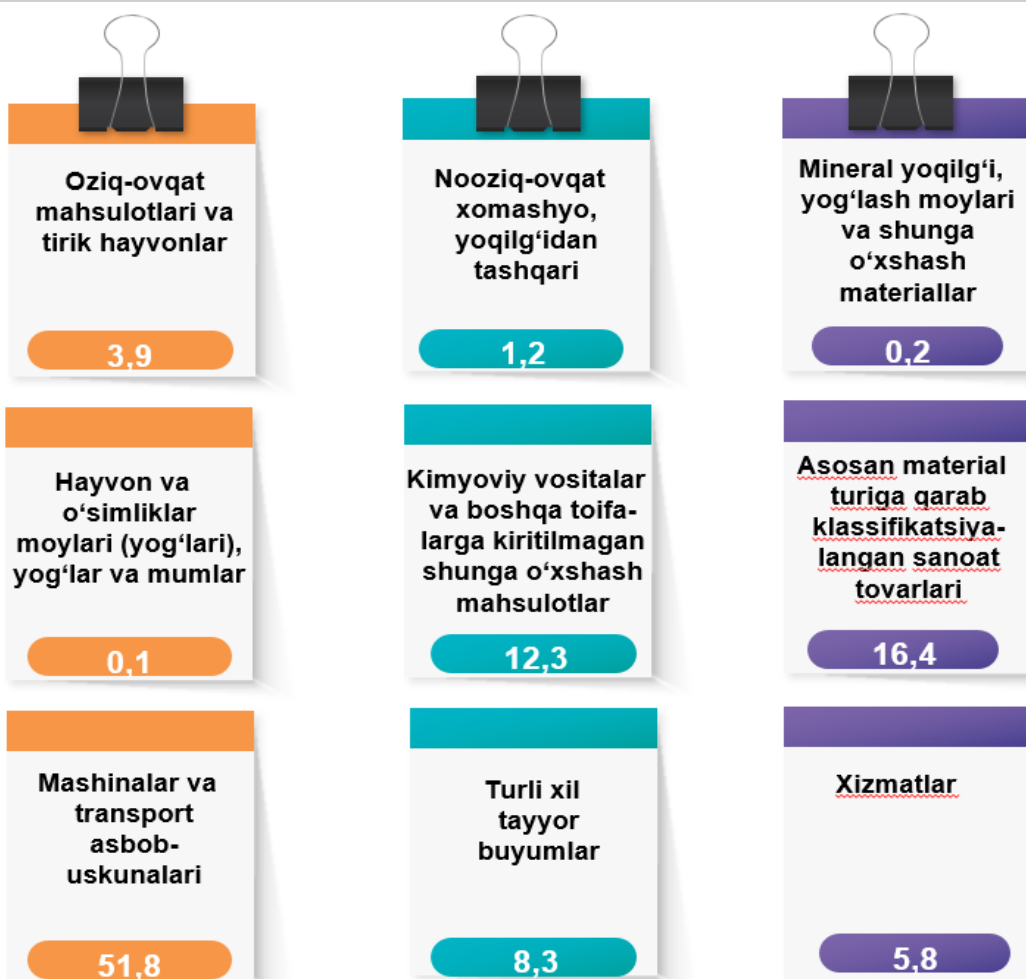 Oziq-ovqat
mahsulotlari va
tirik hayvonlar
3,9
Nooziq-ovqat
xomashyo,
yoqilg‘idan
tashqari
1,2
Mineral yoqilg‘i,
yog‘lash moylari
va shunga
o‘xshash
materiallar
0,2
Hayvon va
o‘simliklar
moylari (yog‘lari),
yog‘lar va mumlar
0,1
Kimyoviy vositalar
va boshqa toifa-
larga kiritilmagan
shunga o‘xshash
mahsulotlar
12,3
Asosan material
turiga qarab
klassifikatsiya-
langan sanoat
tovarlari
16,4
Mashinalar va
transport
asbob-
uskunalari
51,8
Turli xil
tayyor
buyumlar
8,3
Xizmatlar
5,8